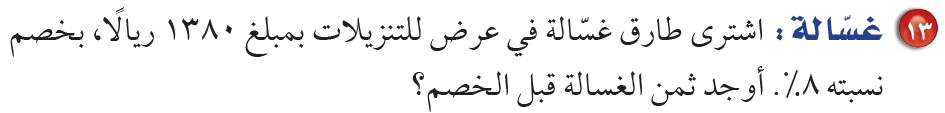 ١٣ غسّالة : اشترى طارق غسّالة في عرض للتنزيلات بمبلغ ١٣٨٠ ريالًا، بخصم
نسبته ٨٪. أوجد ثمن الغسالة قبل الخصم؟